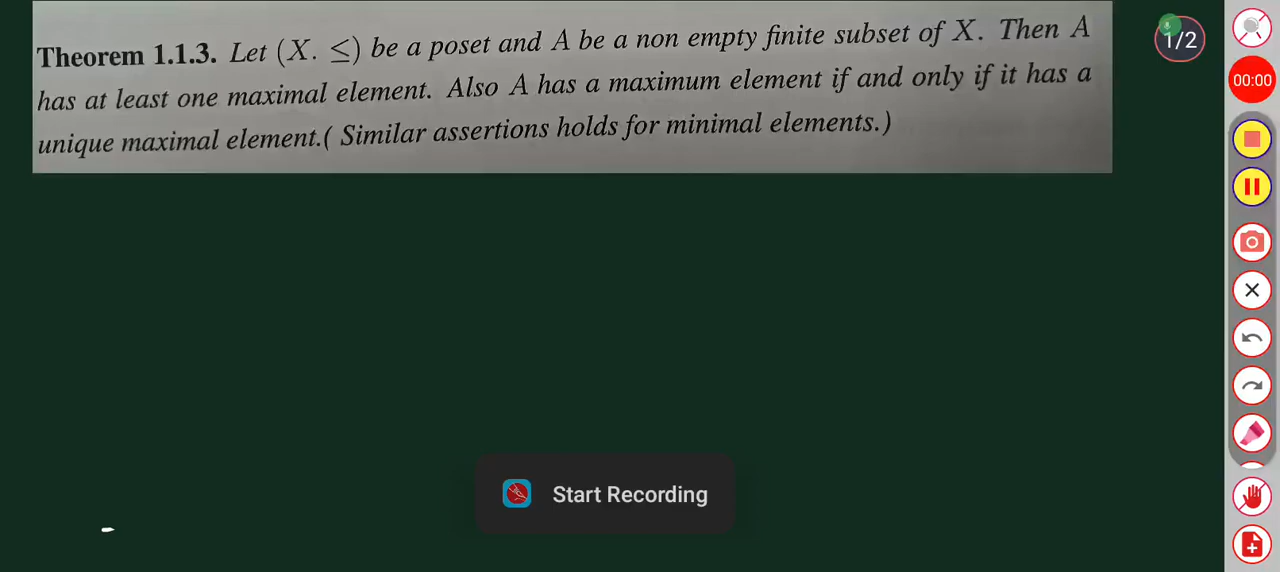 Theorem 1.1.3. Let (X. ≤) be a poset and A be a non empty finite subset of X. Then A
has at least one maximal element. Also A has a maximum element if and only if it has a
unique maximal element.( Similar assertions holds for minimal elements.)
1/2
00:00
Start Recording